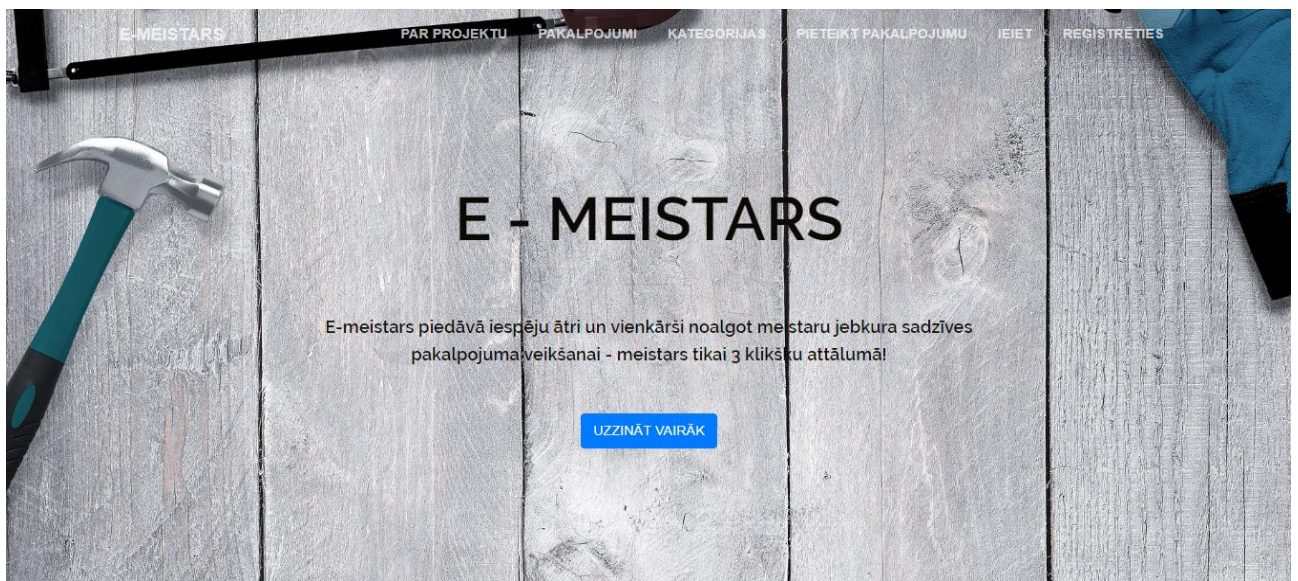 E-MEISTARS
PAR PROJEKTU PAKALPOJUMI KATEGORIJAS PIETEIKT PAKALPOJUMU IEIET REĢISTRĒTIES
E - MEISTARS
E-meistars piedāvā iespēju ātri un vienkārši noalgot meistaru jebkura sadzīves
pakalpojuma veikšanai - meistars tikai 3 klikšķu attālumā!
UZZINĀT VAIRĀK